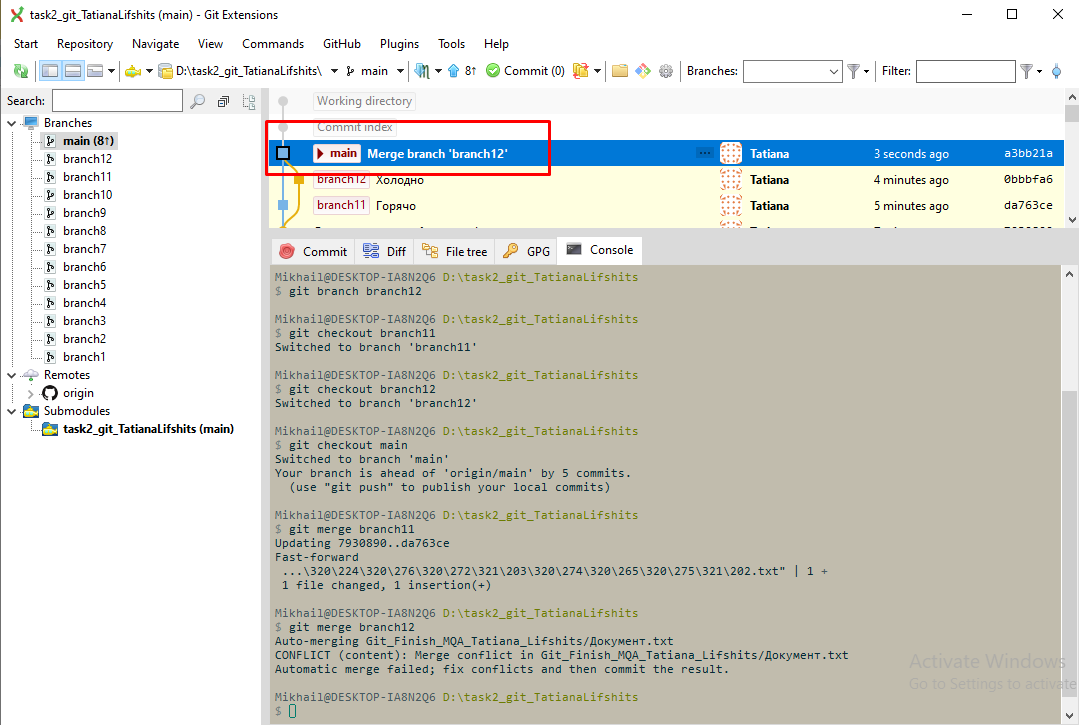 task2_git_TatianaLifshits (main) - Git Extensions
Start Repository Navigate View Commands GitHub Plugins Tools Help
D:\task2_git_TatianaLifshits\ main 8↑ Commit (0) Branches: Filter:
Search:
Branches
main (8↑)
branch12
branch11
branch10
branch9
branch8
branch7
branch6
branch5
branch4
branch3
branch2
branch1
Remotes
origin
Submodules
task2_git_TatianaLifshits (main)
Working directory
Commit index
main Merge branch 'branch12' Tatiana 3 seconds ago a3bb21a
branch12 Холодно Tatiana 4 minutes ago 0bbbfa6
branch11 Горячо Tatiana 5 minutes ago da763ce
Commit Diff File tree GPG Console
Mikhail@DESKTOP-IA8N2Q6 D:\task2_git_TatianaLifshits
$ git branch branch12
Mikhail@DESKTOP-IA8N2Q6 D:\task2_git_TatianaLifshits
$ git checkout branch11
Switched to branch 'branch11'
Mikhail@DESKTOP-IA8N2Q6 D:\task2_git_TatianaLifshits
$ git checkout branch12
Switched to branch 'branch12'
Mikhail@DESKTOP-IA8N2Q6 D:\task2_git_TatianaLifshits
$ git checkout main
Switched to branch 'main'
Your branch is ahead of 'origin/main' by 5 commits.
(use "git push" to publish your local commits)
Mikhail@DESKTOP-IA8N2Q6 D:\task2_git_TatianaLifshits
$ git merge branch11
Updating 7930890..da763ce
Fast-forward
...\320\224\320\276\320\272\321\203\320\274\320\265\320\275\321\202.txt" | 1 +
1 file changed, 1 insertion(+)
Mikhail@DESKTOP-IA8N2Q6 D:\task2_git_TatianaLifshits
$ git merge branch12
Auto-merging Git_Finish_MQA_Tatiana_Lifshits/Документ.txt
CONFLICT (content): Merge conflict in Git_Finish_MQA_Tatiana_Lifshits/Документ.txt
Automatic merge failed; fix conflicts and then commit the result.
Mikhail@DESKTOP-IA8N2Q6 D:\task2_git_TatianaLifshits
$
Activate Windows
Go to Settings to activate